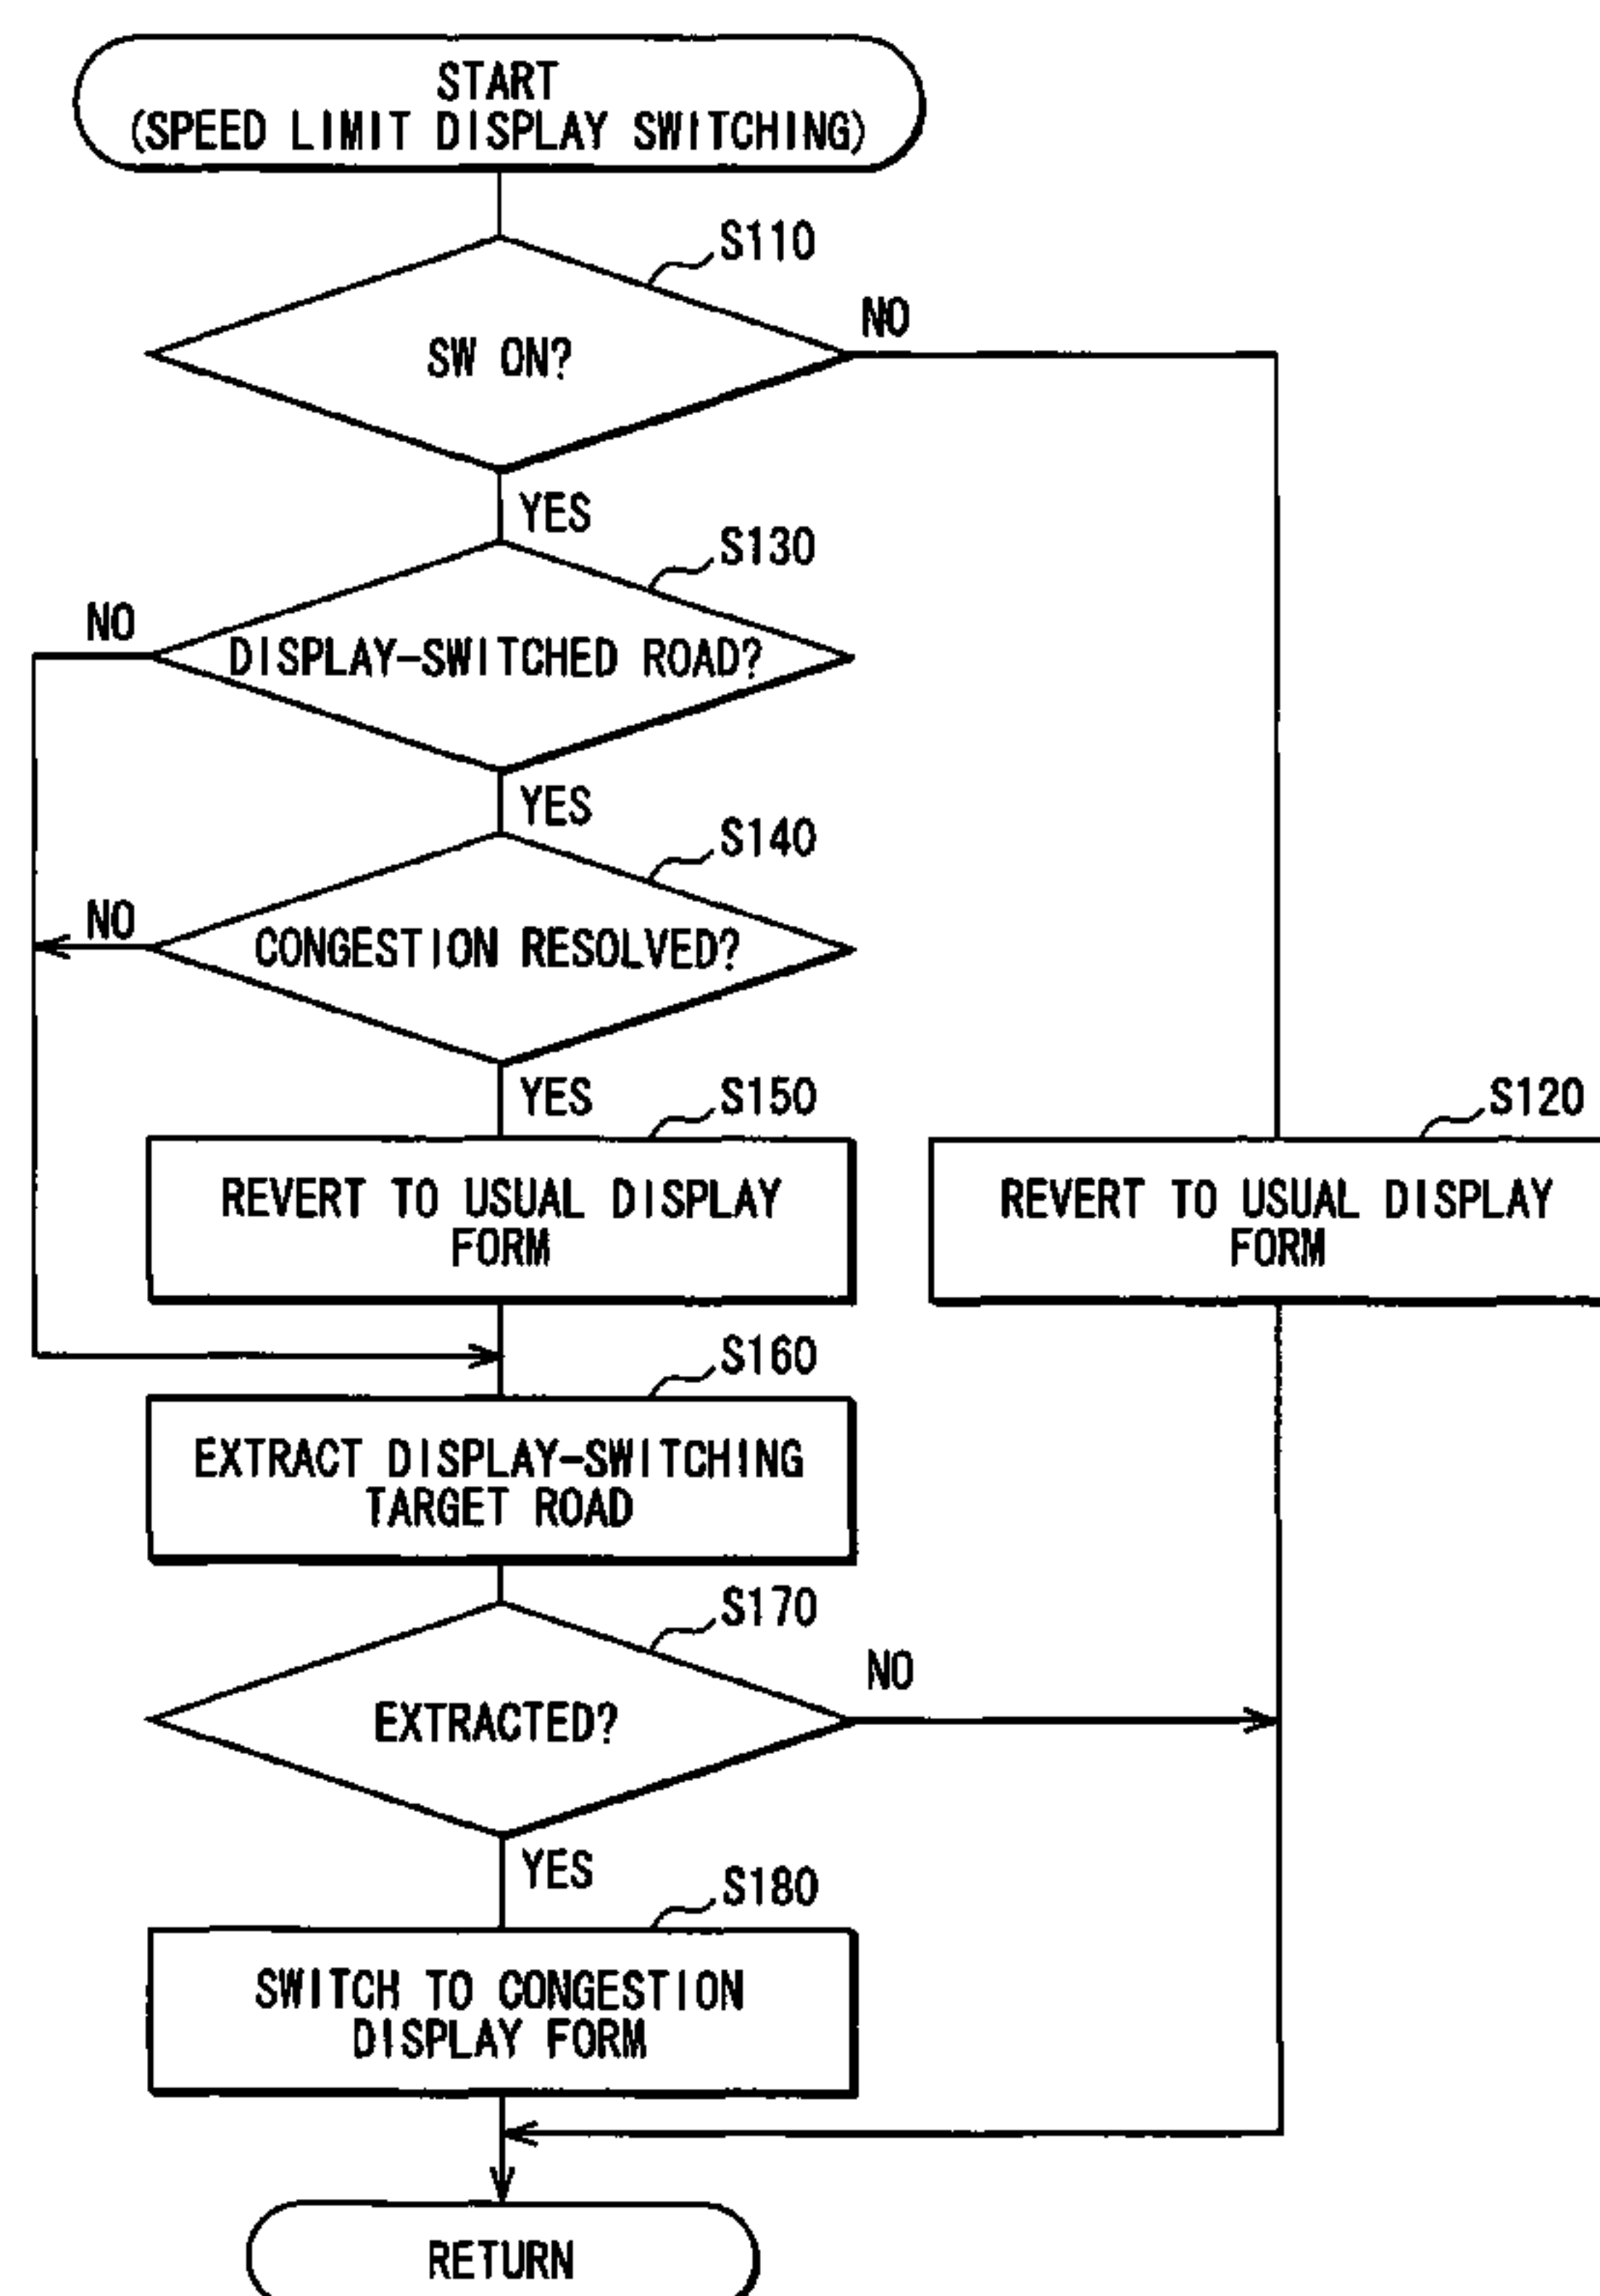 START
(SPEED LIMIT DISPLAY SWITCHING)
S110
SW ON?
NO
YES
S130
NO
DISPLAY-SWITCHED ROAD?
YES
S140
NO
CONGESTION RESOLVED?
YES
S150
REVERT TO USUAL DISPLAY
FORM
S120
REVERT TO USUAL DISPLAY
FORM
S160
EXTRACT DISPLAY-SWITCHING
TARGET ROAD
S170
NO
EXTRACTED?
YES
S180
SWITCH TO CONGESTION
DISPLAY FORM
RETURN